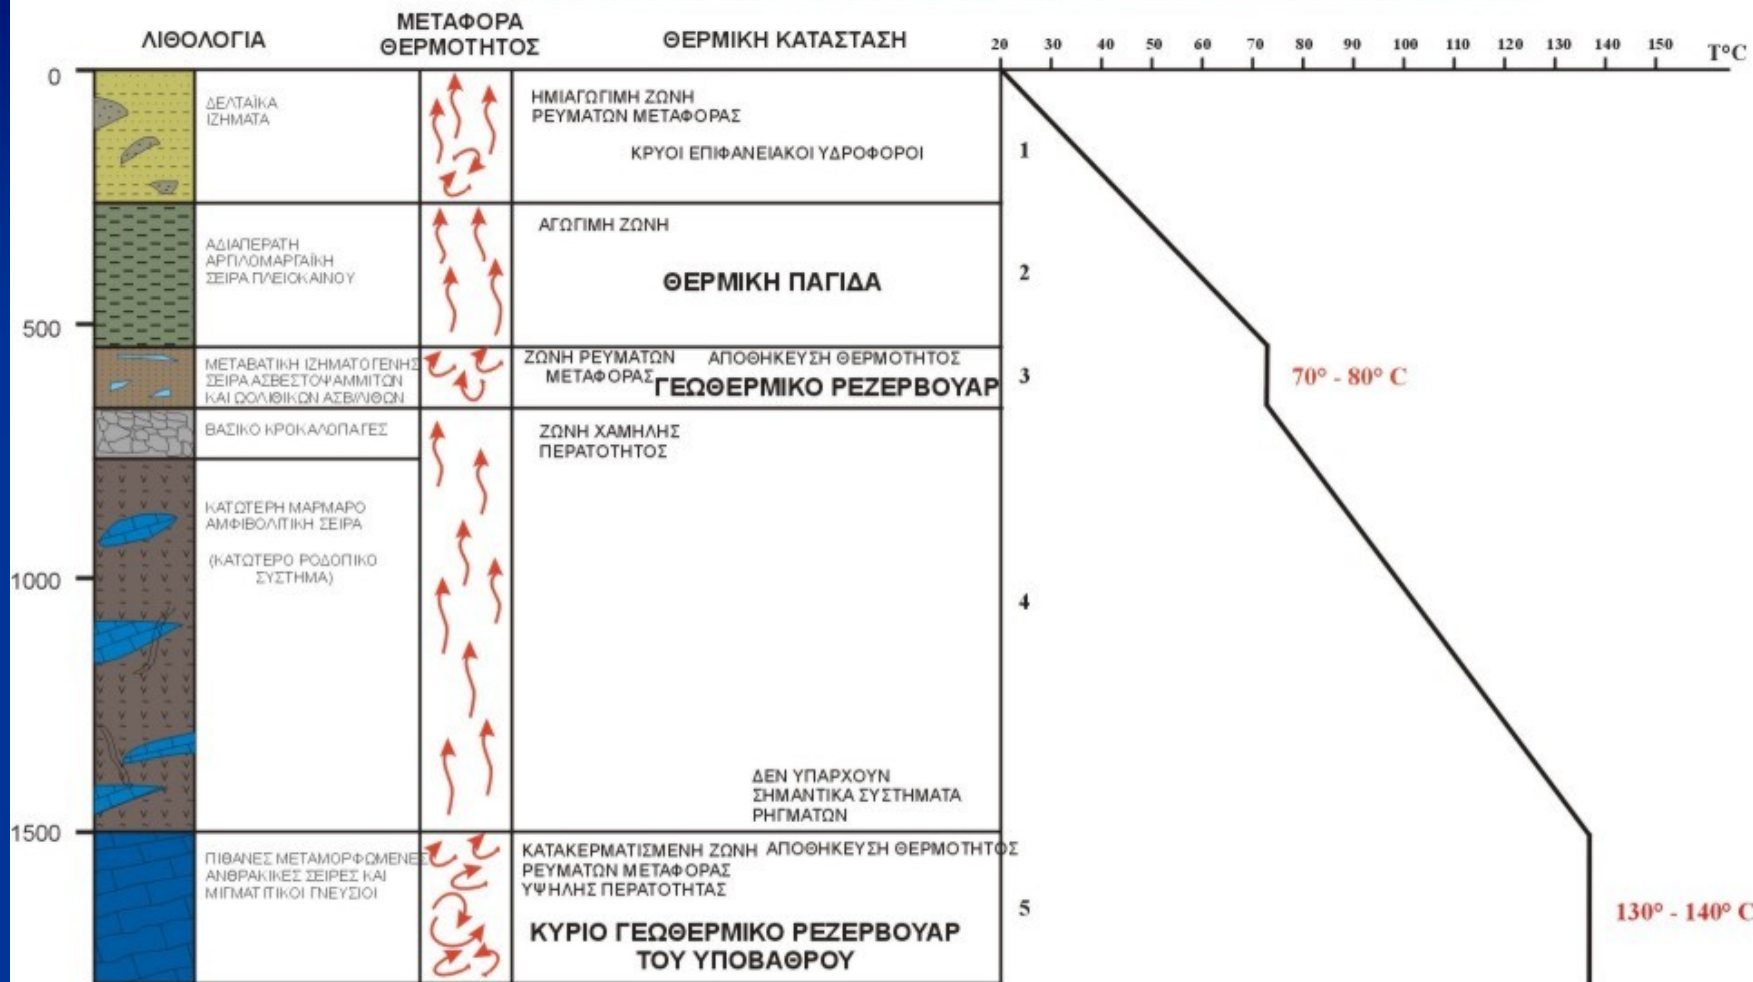 ΛΙΘΟΛΟΓΙΑ
ΜΕΤΑΦΟΡΑ
ΘΕΡΜΟΤΗΤΟΣ
ΘΕΡΜΙΚΗ ΚΑΤΑΣΤΑΣΗ
20 30 40 50 60 70 80 90 100 110 120 130 140 150 T°C
0
ΔΕΛΤΑΪΚΑ
ΙΖΗΜΑΤΑ
ΗΜΙΑΓΩΓΙΜΗ ΖΩΝΗ
ΡΕΥΜΑΤΩΝ ΜΕΤΑΦΟΡΑΣ
ΚΡΥΟΙ ΕΠΙΦΑΝΕΙΑΚΟΙ ΥΔΡΟΦΟΡΟΙ
1
ΑΔΙΑΠΕΡΑΤΗ
ΑΡΓΙΛΟΜΑΡΓΑΪΚΗ
ΣΕΙΡΑ ΠΛΕΙΟΚΑΙΝΟΥ
ΑΓΩΓΙΜΗ ΖΩΝΗ
ΘΕΡΜΙΚΗ ΠΑΓΙΔΑ
2
500
ΜΕΤΑΒΑΤΙΚΗ ΙΖΗΜΑΤΟΓΕΝΗΣ
ΣΕΙΡΑ ΑΣΒΕΣΤΟΨΑΜΜΙΤΩΝ
ΚΑΙ ΩΟΛΙΘΙΚΩΝ ΑΣΒ/ΛΙΘΩΝ
ΖΩΝΗ ΡΕΥΜΑΤΩΝ
ΜΕΤΑΦΟΡΑΣ
ΑΠΟΘΗΚΕΥΣΗ ΘΕΡΜΟΤΗΤΟΣ
ΓΕΩΘΕΡΜΙΚΟ ΡΕΖΕΡΒΟΥΑΡ
3
70° - 80° C
ΒΑΣΙΚΟ ΚΡΟΚΑΛΟΠΑΓΕΣ
ΖΩΝΗ ΧΑΜΗΛΗΣ
ΠΕΡΑΤΟΤΗΤΟΣ
ΚΑΤΩΤΕΡΗ ΜΑΡΜΑΡΟ
ΑΜΦΙΒΟΛΙΤΙΚΗ ΣΕΙΡΑ
(ΚΑΤΩΤΕΡΟ ΡΟΔΟΠΙΚΟ
ΣΥΣΤΗΜΑ)
1000
4
ΔΕΝ ΥΠΑΡΧΟΥΝ
ΣΗΜΑΝΤΙΚΑ ΣΥΣΤΗΜΑΤΑ
ΡΗΓΜΑΤΩΝ
1500
ΠΙΘΑΝΕΣ ΜΕΤΑΜΟΡΦΩΜΕΝΕΣ
ΑΝΘΡΑΚΙΚΕΣ ΣΕΙΡΕΣ ΚΑΙ
ΜΙΓΜΑΤΙΤΙΚΟΙ ΓΝΕΥΣΙΟΙ
ΚΑΤΑΚΕΡΜΑΤΙΣΜΕΝΗ ΖΩΝΗ
ΡΕΥΜΑΤΩΝ ΜΕΤΑΦΟΡΑΣ
ΥΨΗΛΗΣ ΠΕΡΑΤΟΤΗΤΑΣ
ΑΠΟΘΗΚΕΥΣΗ ΘΕΡΜΟΤΗΤΟΣ
ΚΥΡΙΟ ΓΕΩΘΕΡΜΙΚΟ ΡΕΖΕΡΒΟΥΑΡ
ΤΟΥ ΥΠΟΒΑΘΡΟΥ
5
130° - 140° C